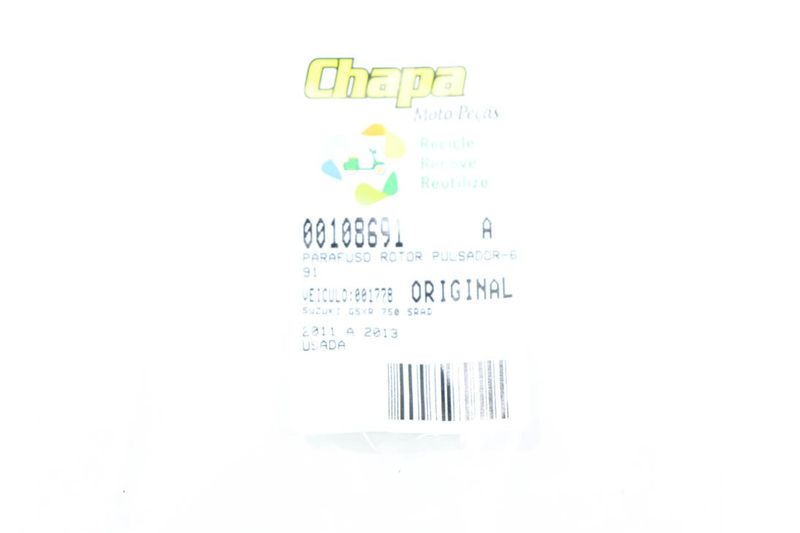 Chapa
Moto Peças
Recicle
Renove
Reutilize
00108691 A
PARAFUSO ROTOR PULSADOR-6
91
VEICULO:001778 ORIGINAL
SUZUKI GSXR 750 SRAD
2011 A 2013
USADA